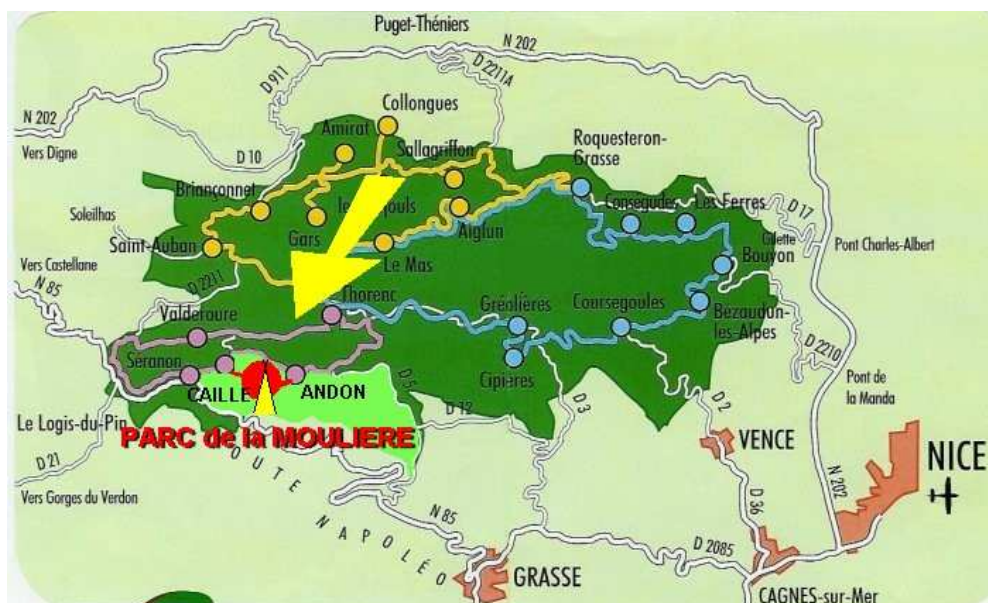 Puget-Théniers
N 202
D 2211A
D 911
Collongues
N 202
Amirat
Sallagriffon
Roquesteron-
Grasse
Vers Digne
D 10
Briançonnet
Consegudes
Les Ferres
Soleilhas
Gars
Aiglun
D 17
Saint-Auban
Gilette
Pont Charles-Albert
Bouyon
Vers Castellane
Le Mas
N 85
D 2211
Thorenc
Valderoure
Gréolières
Coursegoules
Bézaudun-
les-Alpes
D 2210
Séranon
Cipières
Pont de
la Manda
CAILLE
ANDON
D 5
Le Logis-du-Pin
D 12
D 3
D 2
PARC de la MOULIERE
VENCE
D 21
NICE
Vers Gorges du Verdon
OUTE
NAPOLÉO
N 85
D 36
N 202
D 2085
GRASSE
CAGNES-sur-Mer